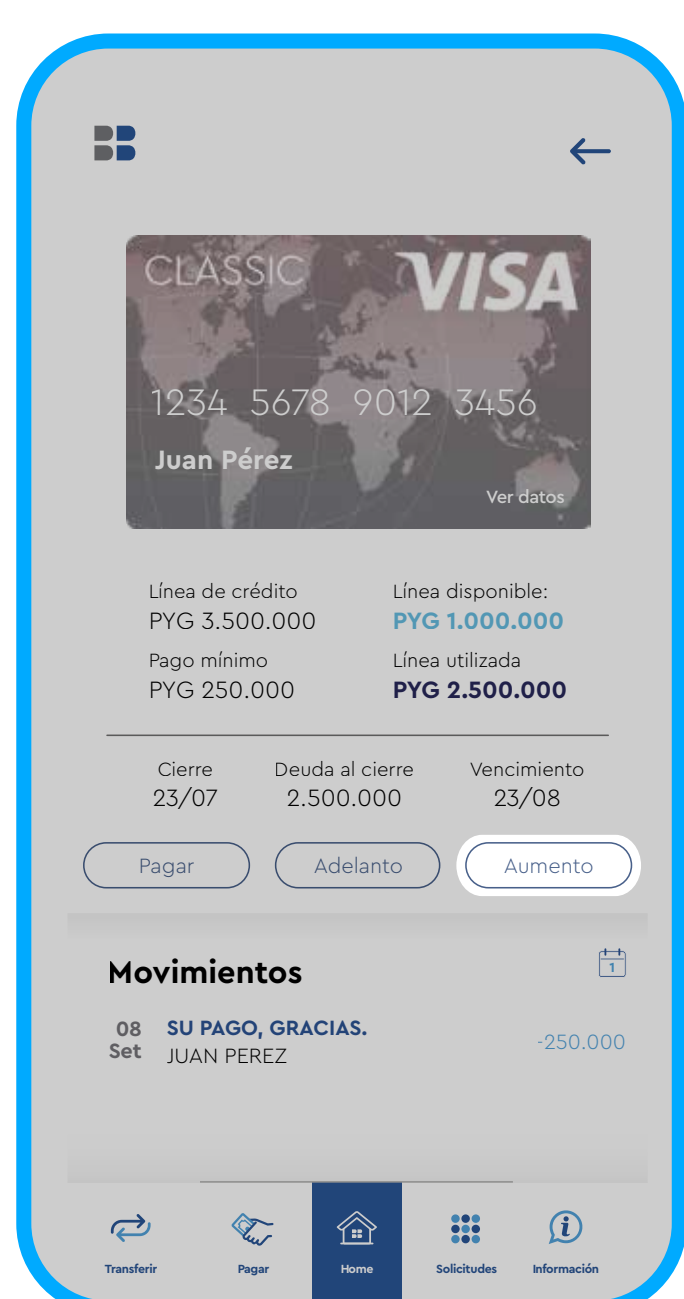 CLASSIC VISA
1234 5678 9012 3456
Juan Pérez
Ver datos
Línea de crédito Línea disponible:
PYG 3.500.000 PYG 1.000.000
Pago mínimo Línea utilizada
PYG 250.000 PYG 2.500.000
Cierre Deuda al cierre Vencimiento
23/07 2.500.000 23/08
Pagar Adelanto Aumento
Movimientos 1
08 SU PAGO, GRACIAS. -250.000
Set JUAN PEREZ
Transferir Pagar Home Solicitudes Información